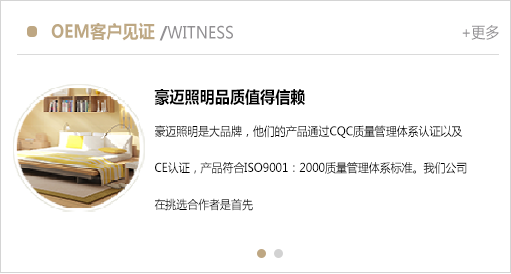 OEM客户见证 /WITNESS
+更多
豪迈照明品质值得信赖
豪迈照明是大品牌，他们的产品通过CQC质量管理体系认证以及
CE认证，产品符合ISO9001：2000质量管理体系标准。我们公司
在挑选合作者是首先